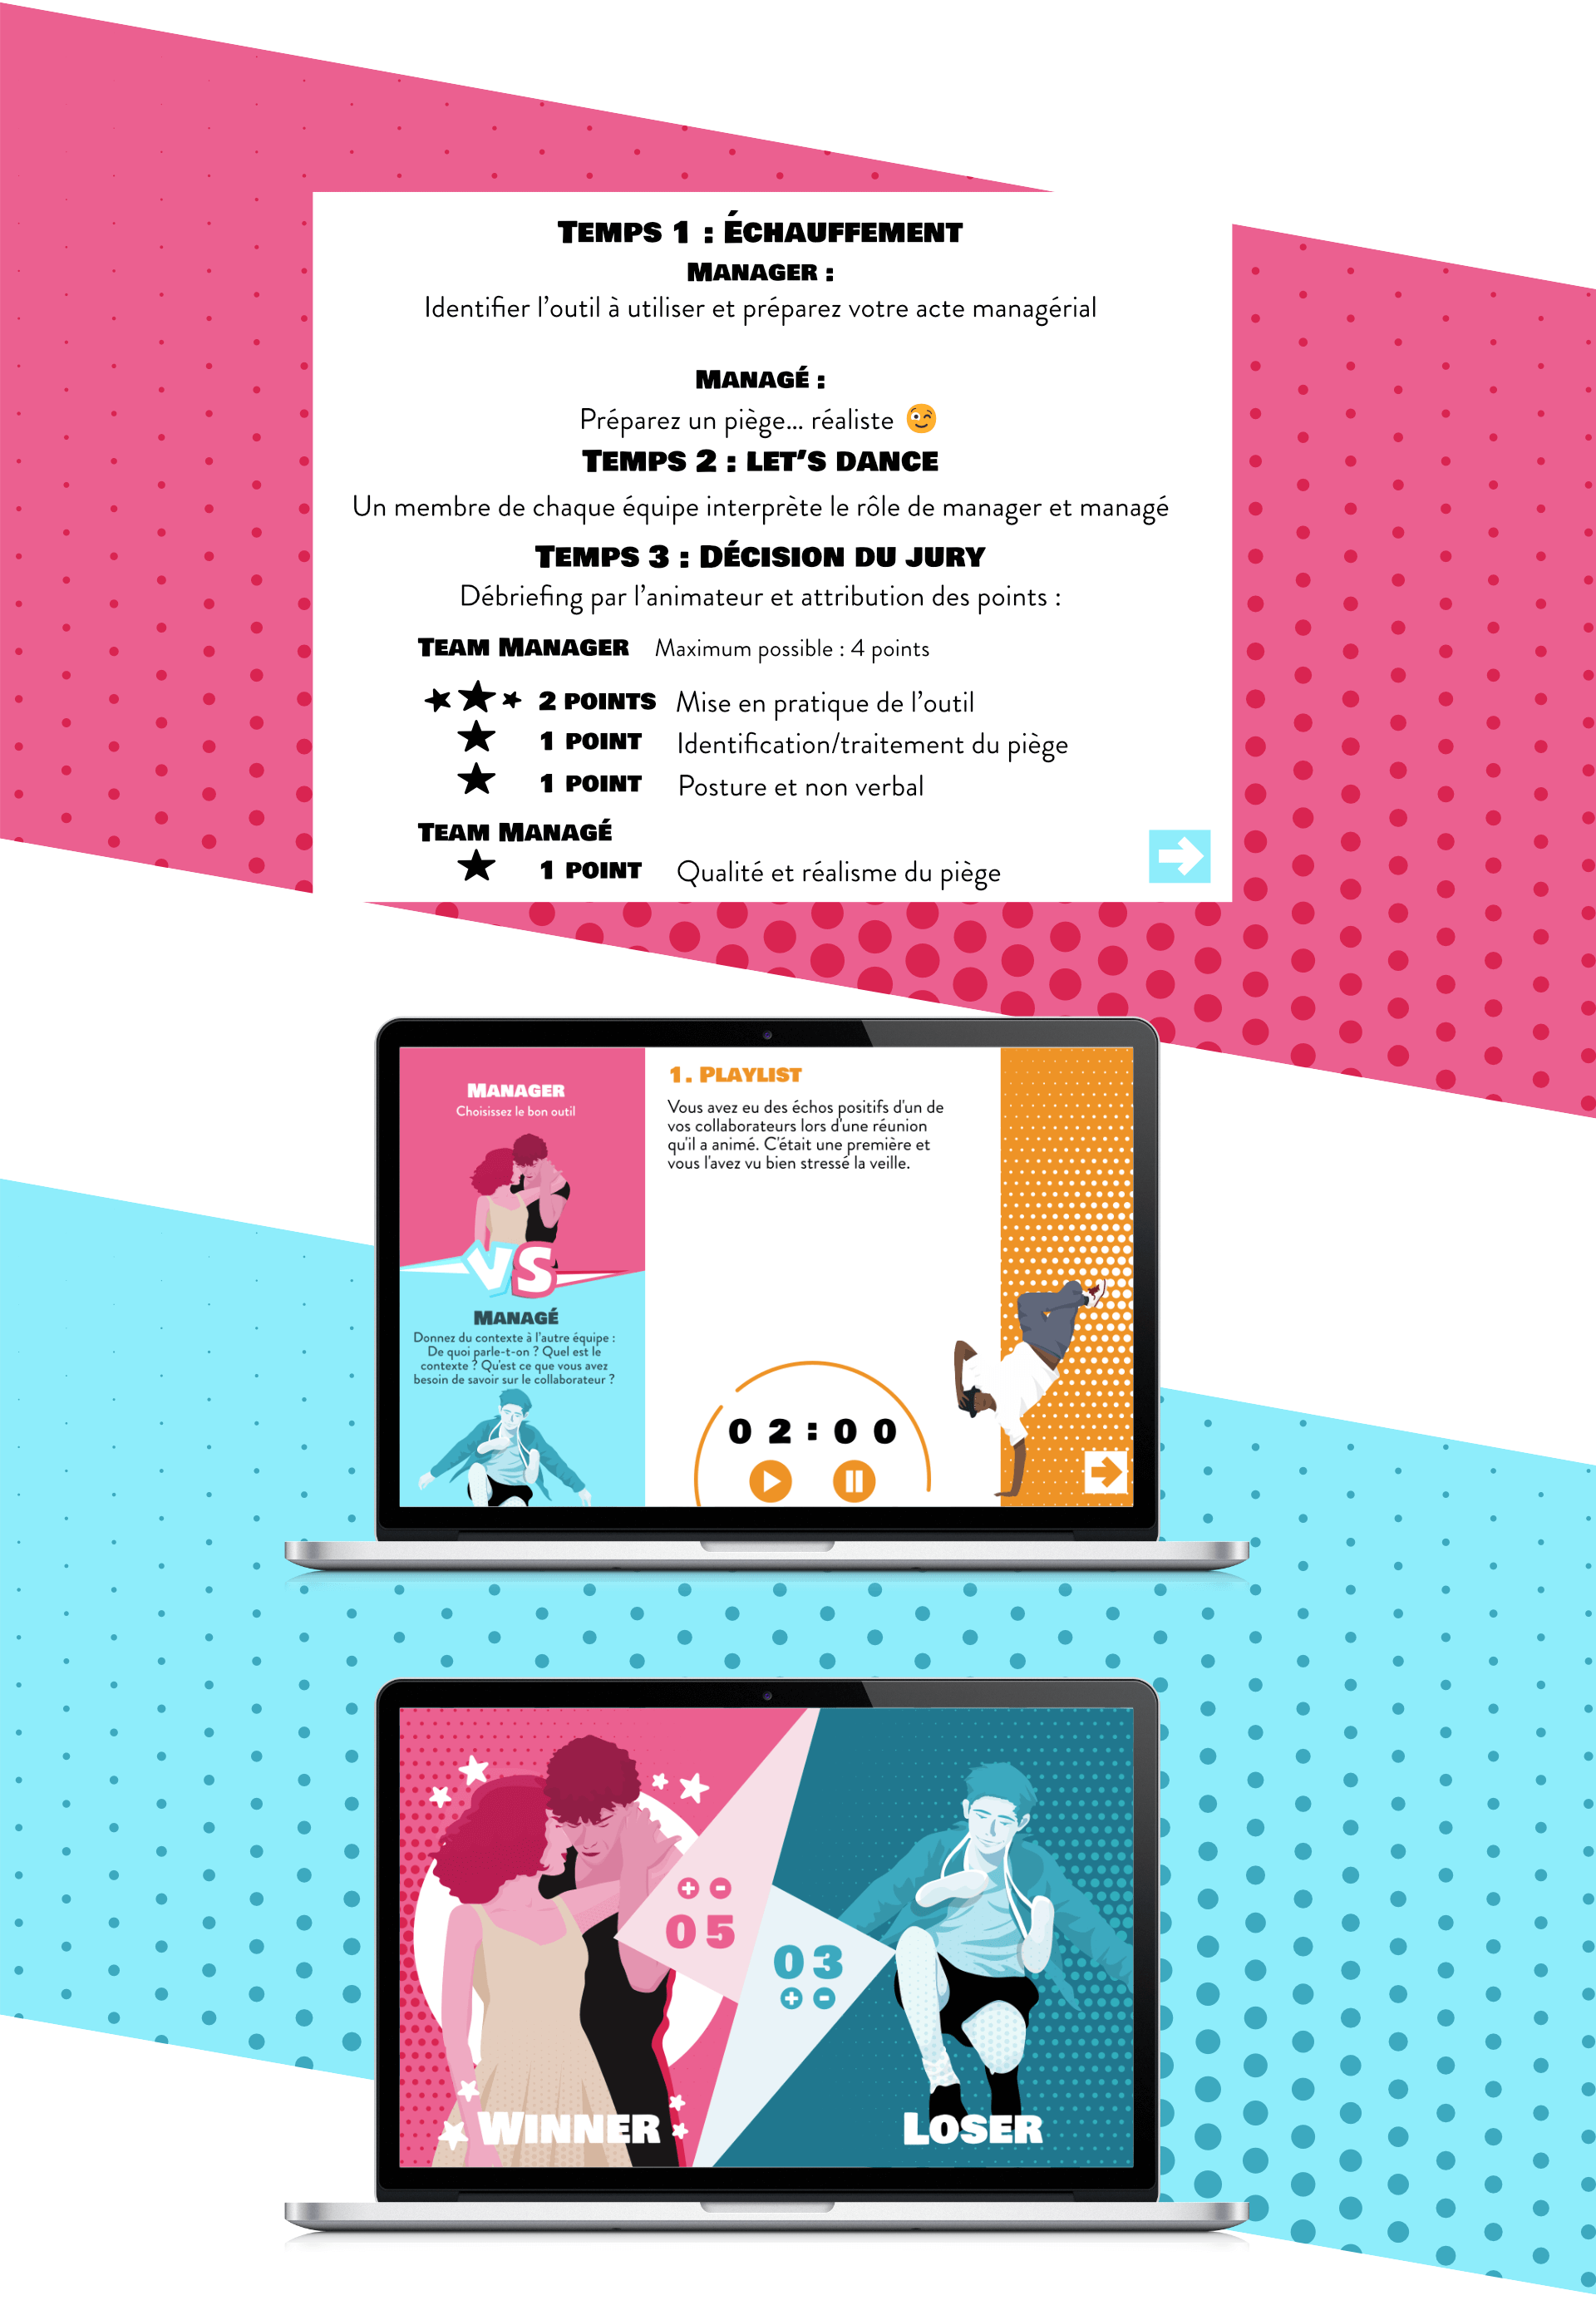 Temps 1 : Échauffement
Manager :
Identifier l’outil à utiliser et préparez votre acte managérial
Managé :
Préparez un piège... réaliste 😉
Temps 2 : let’s dance
Un membre de chaque équipe interprète le rôle de manager et managé
Temps 3 : Décision du jury
Débriefing par l’animateur et attribution des points :
Team Manager Maximum possible : 4 points
2 points Mise en pratique de l’outil
1 point Identification/traitement du piège
1 point Posture et non verbal
Team Managé
1 point Qualité et réalisme du piège
Manager
Choisissez le bon outil
VS
Managé
Donnez du contexte à l'autre équipe :
De quoi parle-t-on ? Quel est le
contexte ? Qu'est ce que vous avez
besoin de savoir sur le collaborateur ?
1. Playlist
Vous avez eu des échos positifs d'un de
vos collaborateurs lors d'une réunion
qu'il a animé. C'était une première et
vous l'avez vu bien stressé la veille.
02:00
+ -
05
03
+ -
Winner
Loser